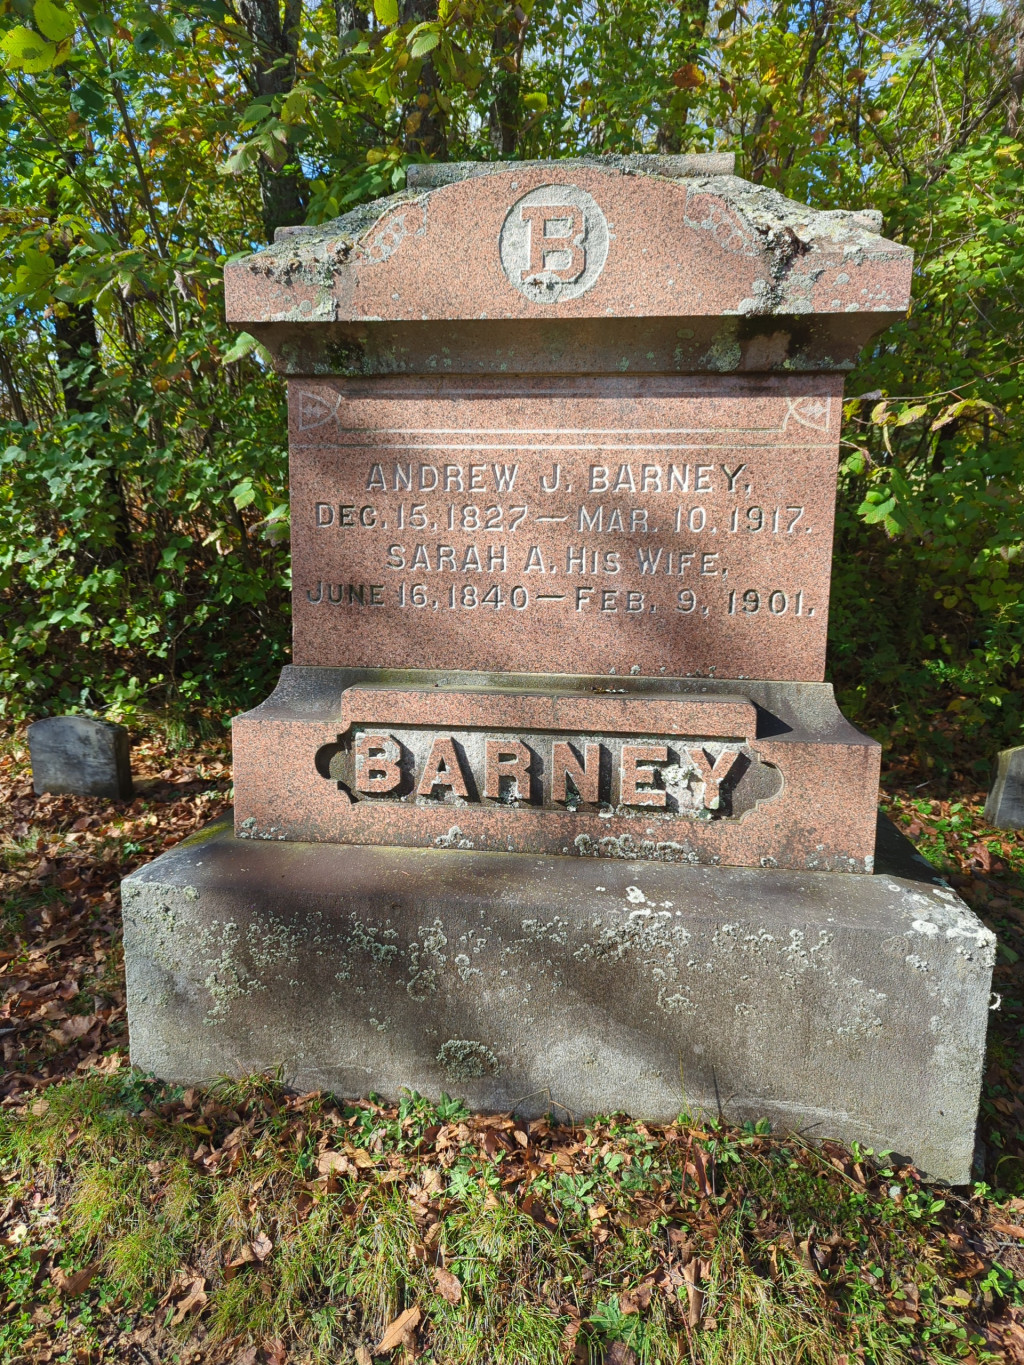 B
ANDREW J. BARNEY,
DEC. 15, 1827 — MAR. 10, 1917.
SARAH A. HIS WIFE,
JUNE 16, 1840 — FEB. 9, 1901.
BARNEY